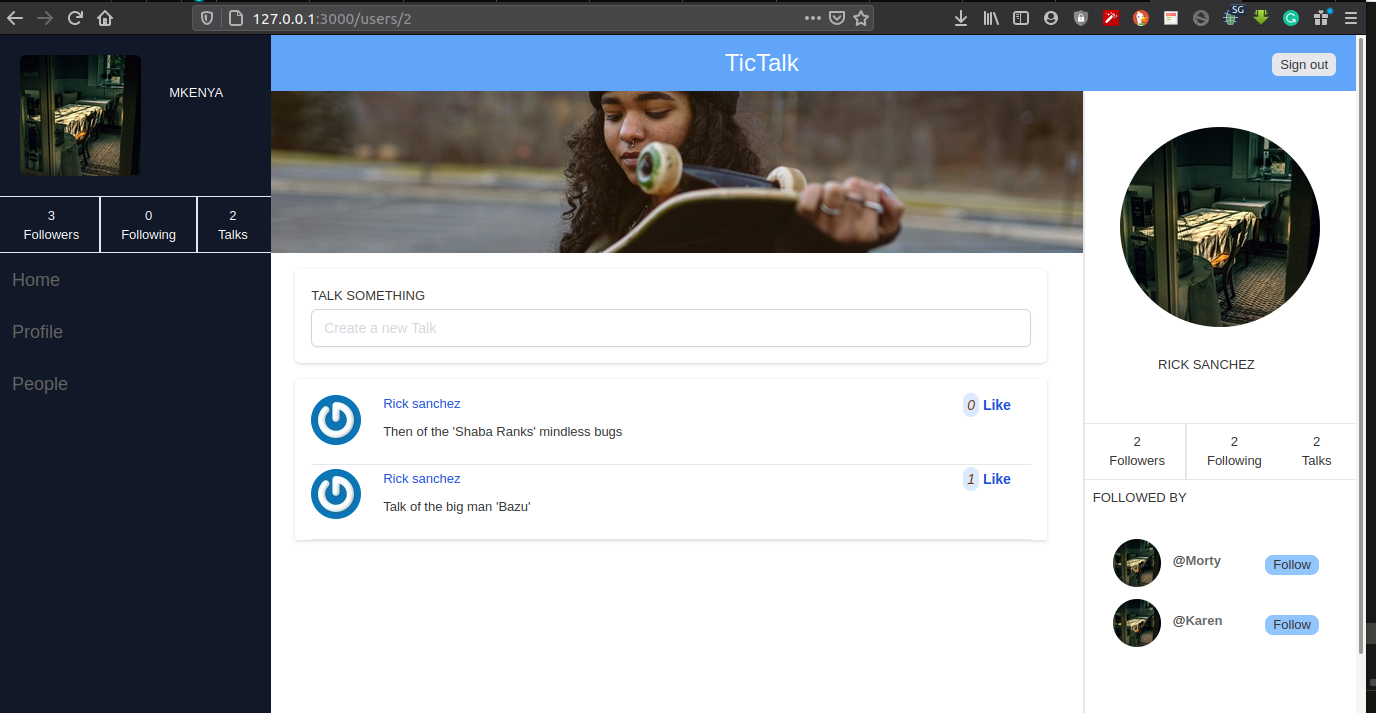 127.0.0.1:3000/users/2
SG
MKENYA
3
Followers
0
Following
2
Talks
Home
Profile
People
TicTalk
Sign out
TALK SOMETHING
Create a new Talk
Rick sanchez
0 Like
Then of the 'Shaba Ranks' mindless bugs
Rick sanchez
1 Like
Talk of the big man 'Bazu'
RICK SANCHEZ
2
Followers
2
Following
2
Talks
FOLLOWED BY
@Morty
Follow
@Karen
Follow